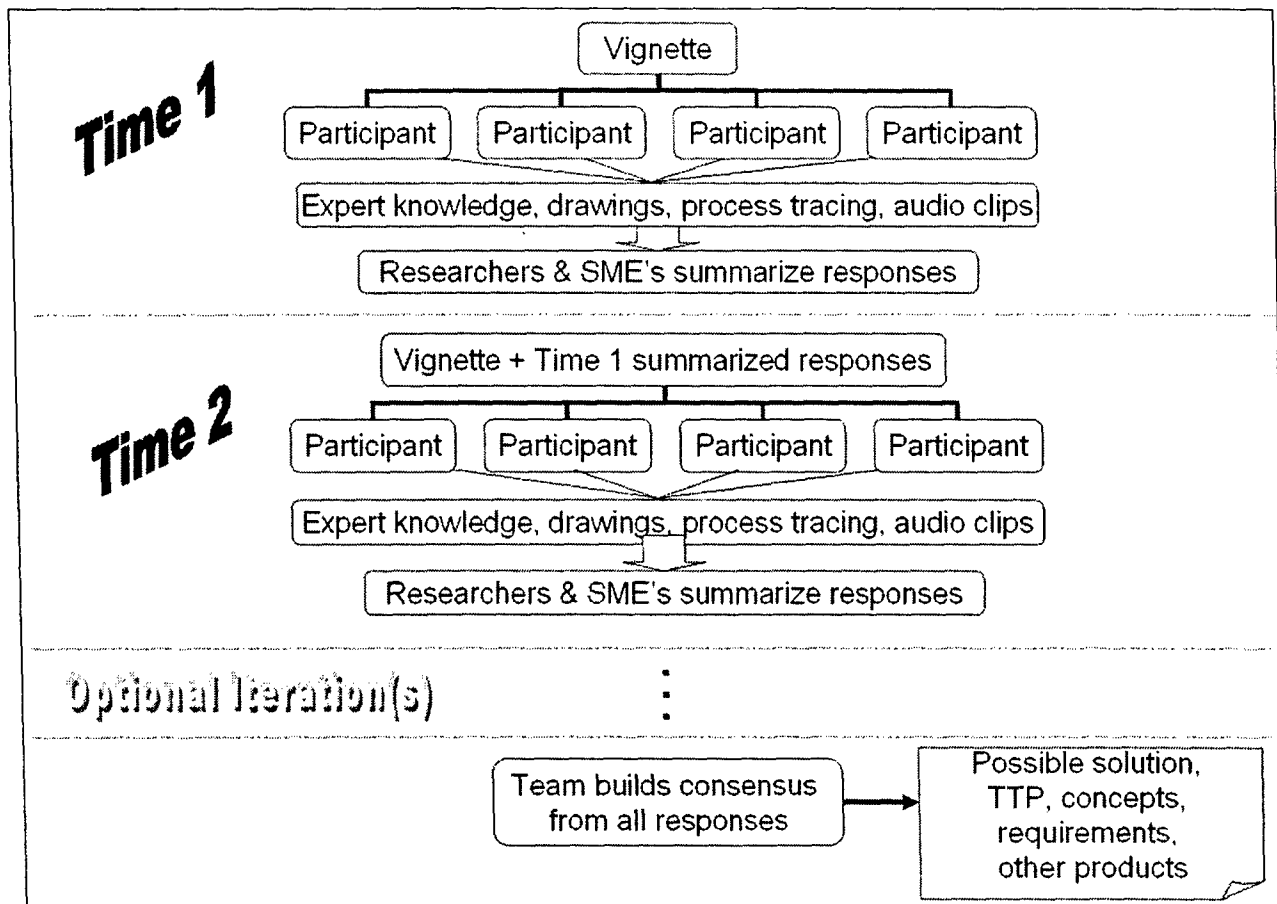 Time 1
Vignette
Participant Participant Participant Participant
Expert knowledge, drawings, process tracing, audio clips
Researchers & SME's summarize responses
Time 2
Vignette + Time 1 summarized responses
Participant Participant Participant Participant
Expert knowledge, drawings, process tracing, audio clips
Researchers & SME's summarize responses
Optional Iteration(s)
Team builds consensus
from all responses
Possible solution,
TTP, concepts,
requirements,
other products